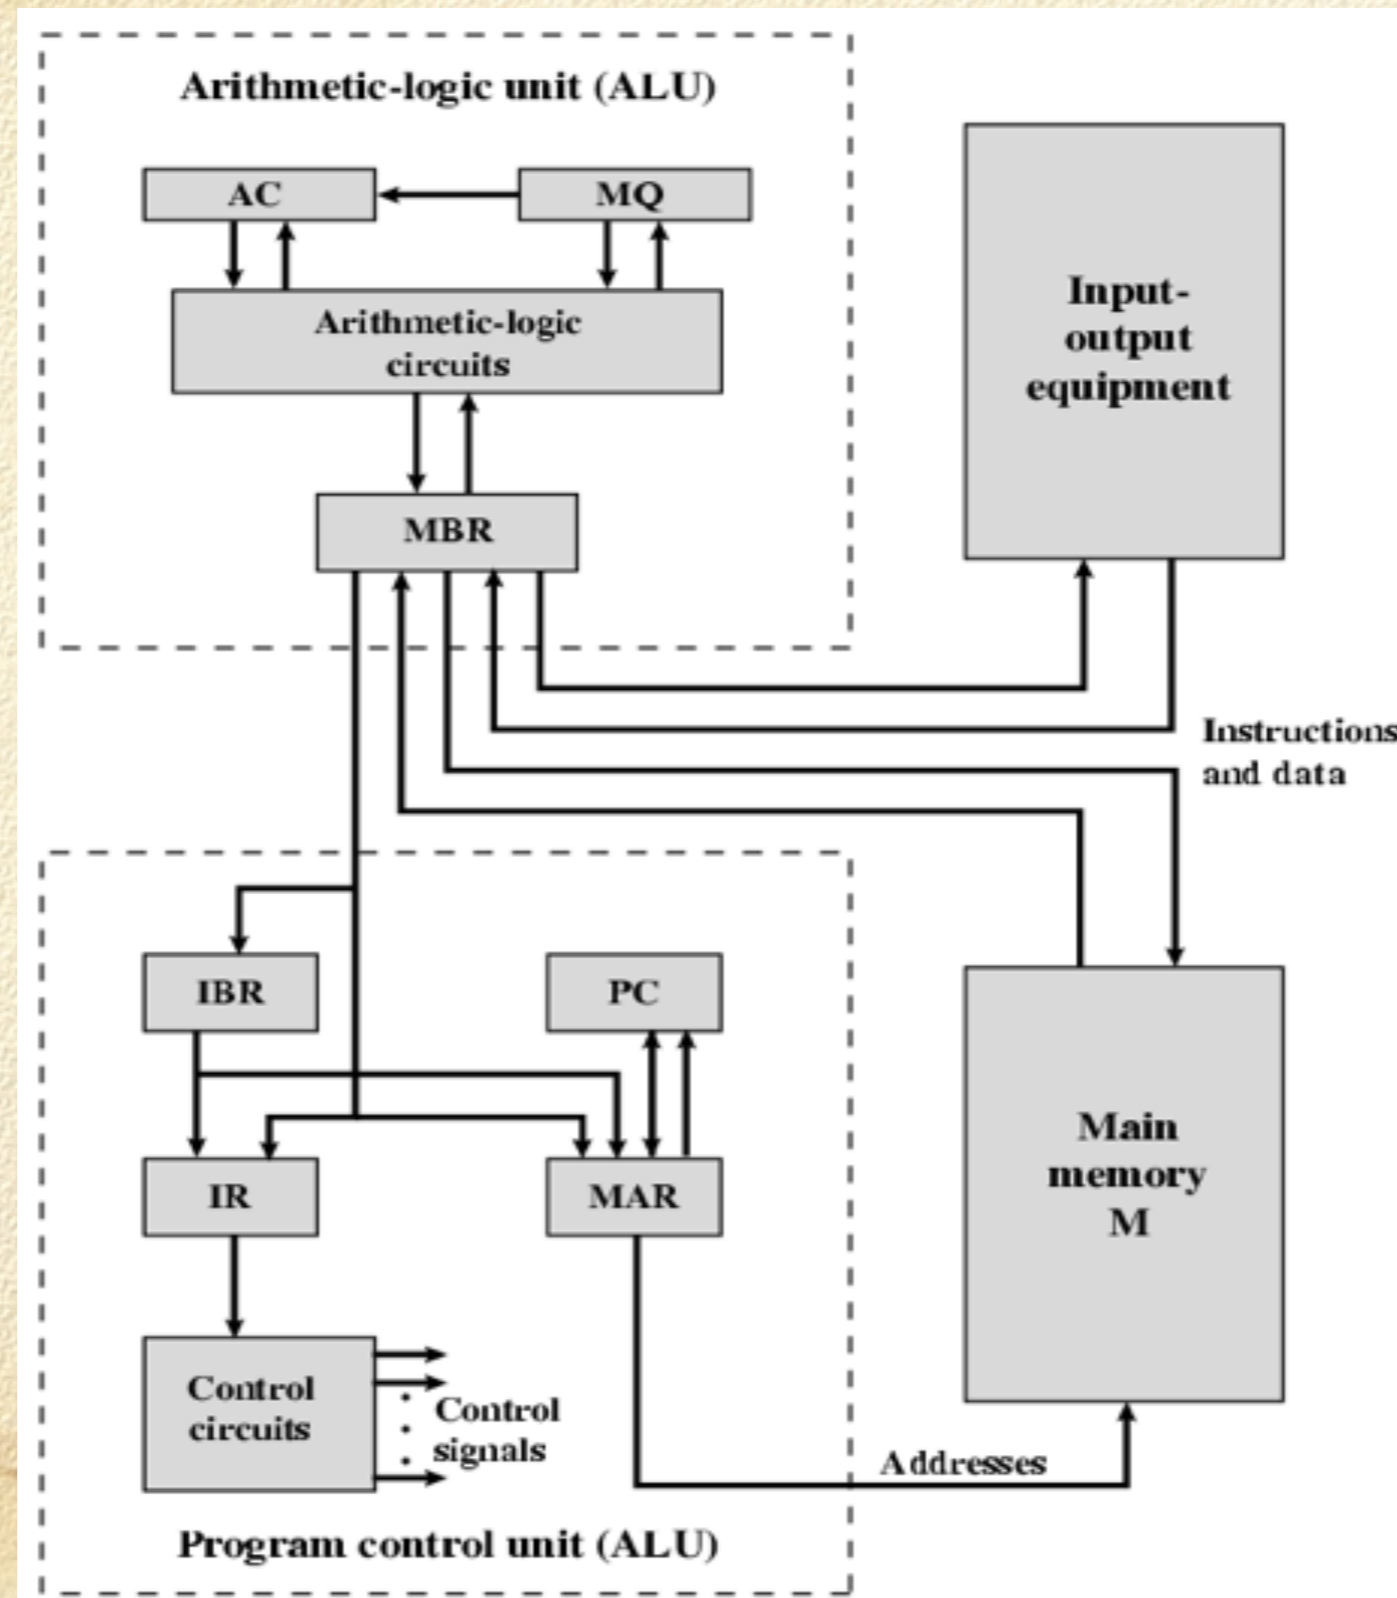 Arithmetic-logic unit (ALU)
AC
MQ
Arithmetic-logic
circuits
Input-
output
equipment
MBR
Instructions
and data
IBR
PC
IR
MAR
Main
memory
M
Control
circuits
Control
signals
Addresses
Program control unit (ALU)